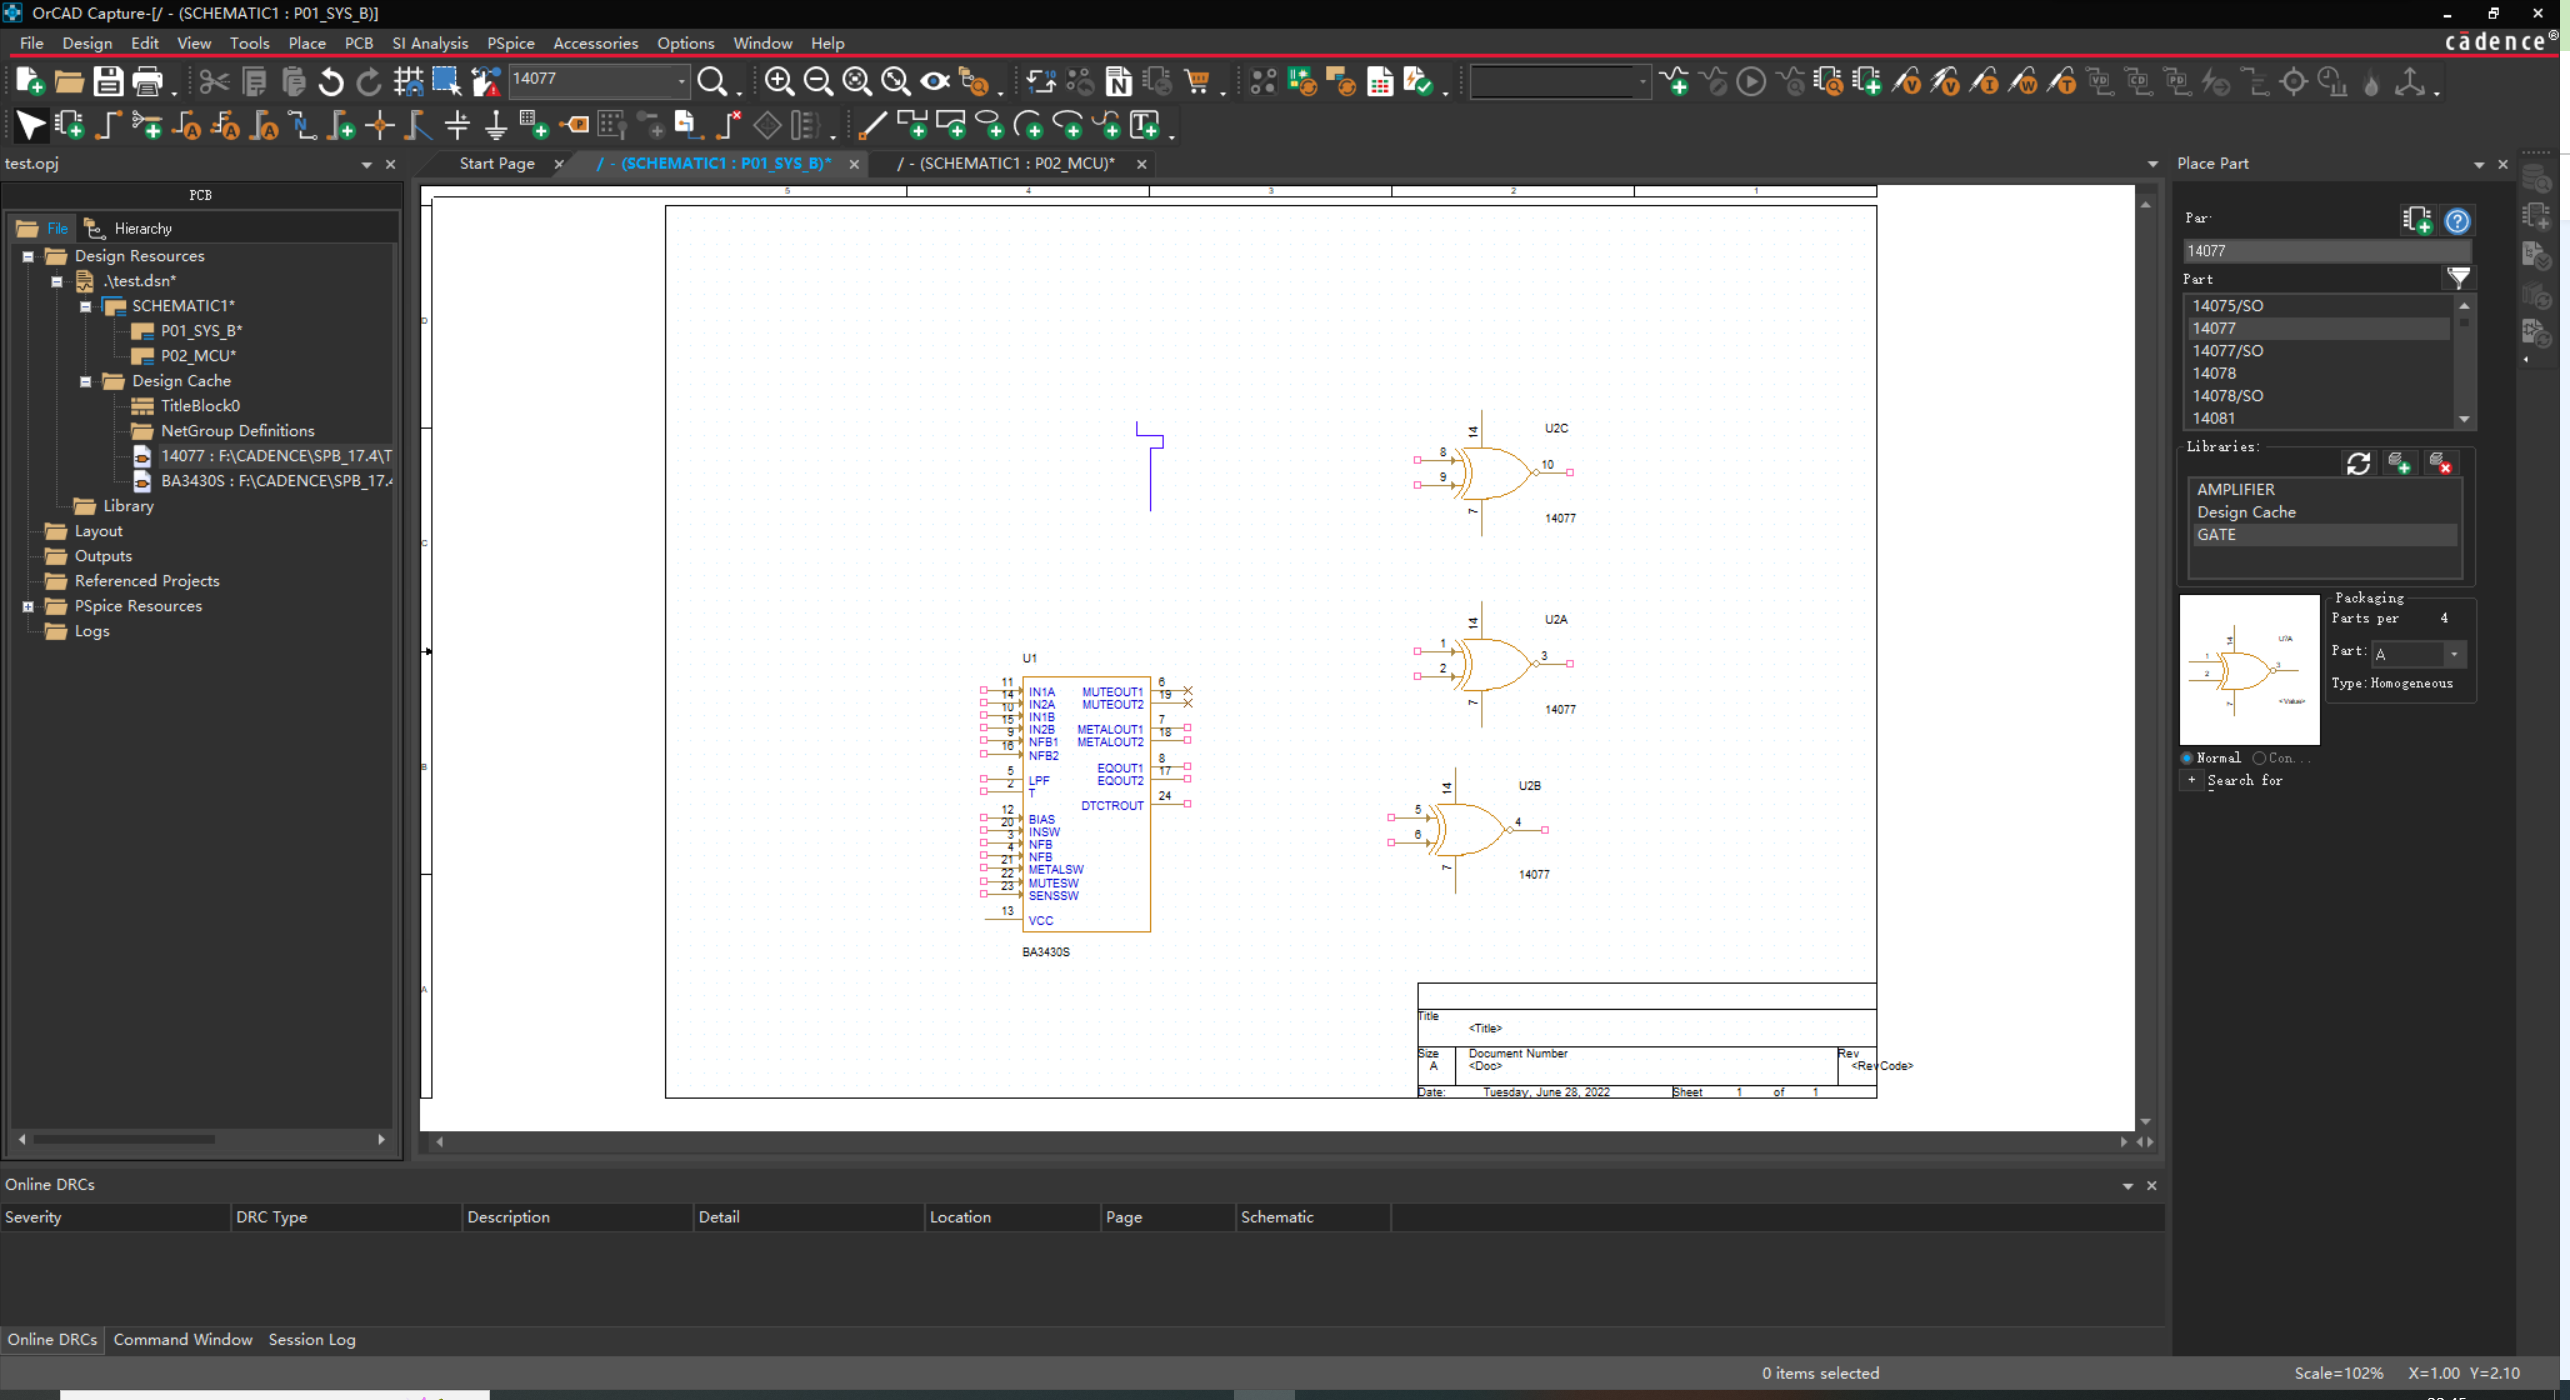 OrCAD Capture-[/ - (SCHEMATIC1 : P01_SYS_B)]
File Design Edit View Tools Place PCB SI Analysis PSpice Accessories Options Window Help
cādence®
14077
test.opj
Start Page
/ - (SCHEMATIC1 : P01_SYS_B)*
/ - (SCHEMATIC1 : P02_MCU)*
Place Part
PCB
File Hierarchy
Design Resources
.\test.dsn*
SCHEMATIC1*
P01_SYS_B*
P02_MCU*
Design Cache
TitleBlock0
NetGroup Definitions
14077 : F:\CADENCE\SPB_17.4\T
BA3430S : F:\CADENCE\SPB_17.4
Library
Layout
Outputs
Referenced Projects
PSpice Resources
Logs
5 4 3 2 1
D
C
B
A
U2C
14
8
9
10
7
14077
U2A
14
1
2
3
7
14077
U2B
14
5
6
4
7
14077
U1
11 IN1A MUTEOUT1 6
14 IN2A MUTEOUT2 19
10 IN1B
15 IN2B METALOUT1 7
9 NFB1 METALOUT2 18
16 NFB2
EQOUT1 8
5 LPF EQOUT2 17
2 T
DTCTROUT 24
12 BIAS
20 INSW
3 NFB
4 NFB
21 METALSW
22 MUTESW
23 SENSSW
13 VCC
BA3430S
Title
<Title>
Size Document Number Rev
A <Doc> <RevCode>
Date: Tuesday, June 28, 2022 Sheet 1 of 1
Par
14077
Part
14075/SO
14077
14077/SO
14078
14078/SO
14081
Libraries:
AMPLIFIER
Design Cache
GATE
14
U?A
1
2
3
7
<Value>
Packaging
Parts per 4
Part: A
Type:Homogeneous
Normal Con...
+ Search for
Online DRCs
Severity DRC Type Description Detail Location Page Schematic
Online DRCs Command Window Session Log
0 items selected
Scale=102% X=1.00 Y=2.10